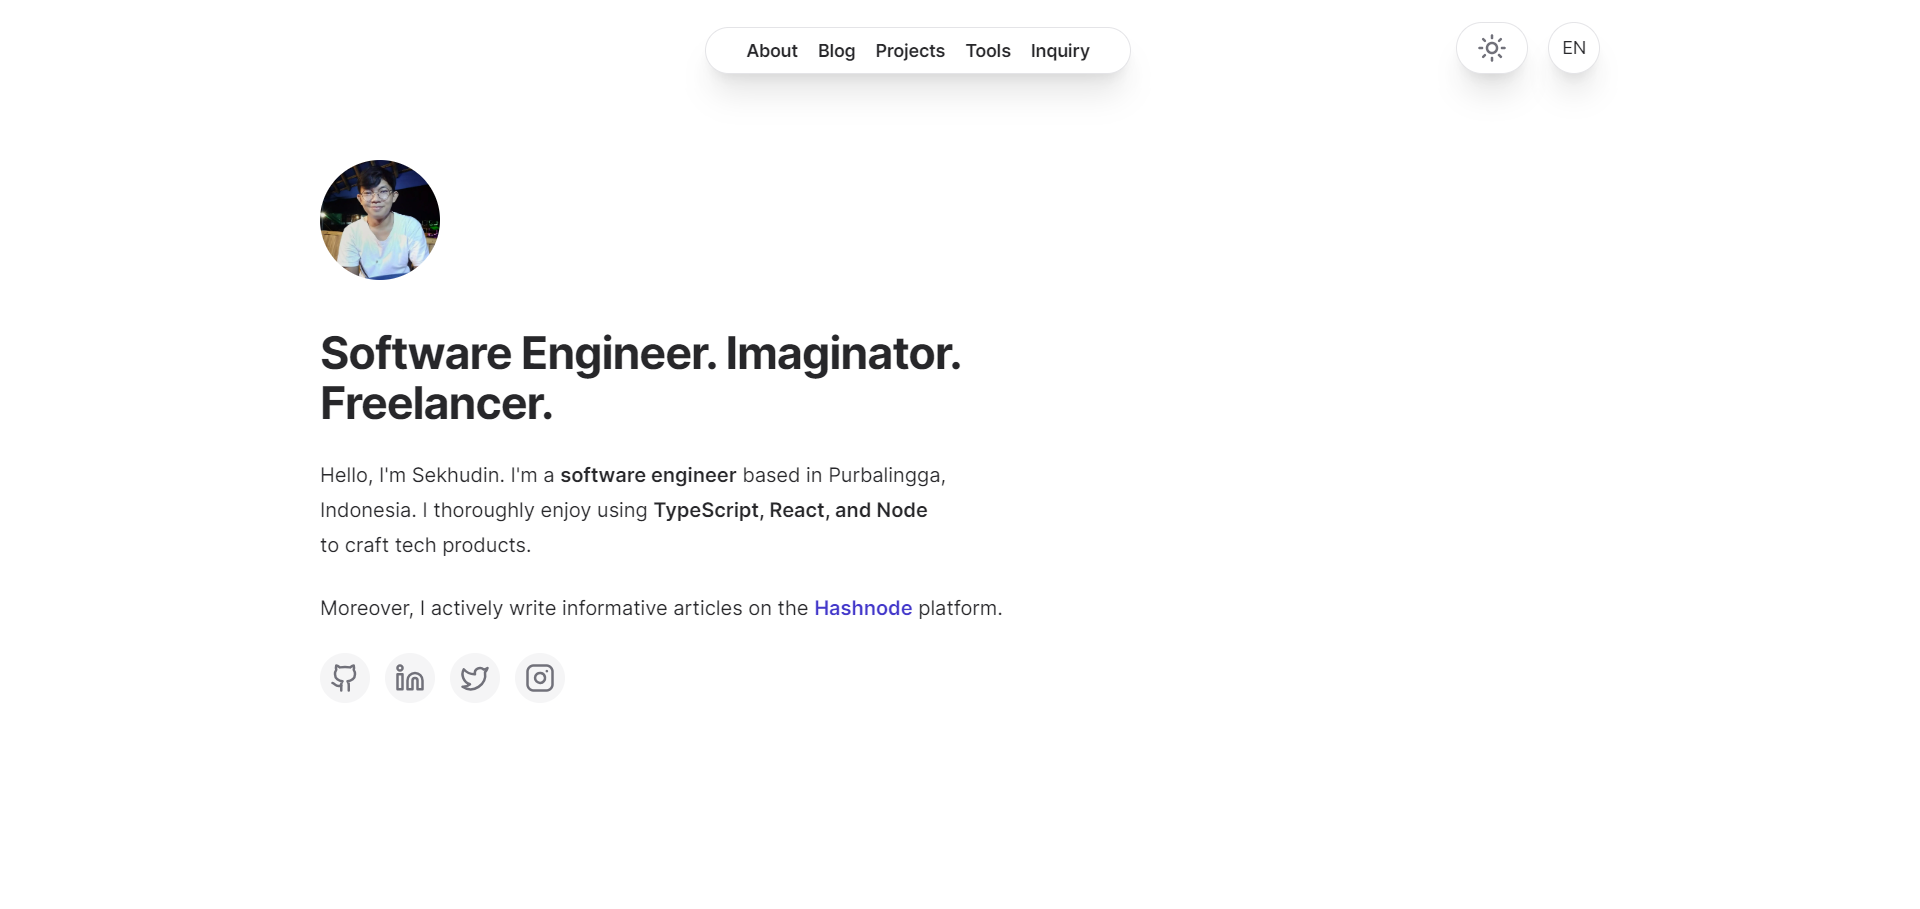 About Blog Projects Tools Inquiry
EN
Software Engineer. Imaginator.
Freelancer.
Hello, I'm Sekhudin. I'm a software engineer based in Purbalingga,
Indonesia. I thoroughly enjoy using TypeScript, React, and Node
to craft tech products.
Moreover, I actively write informative articles on the Hashnode platform.